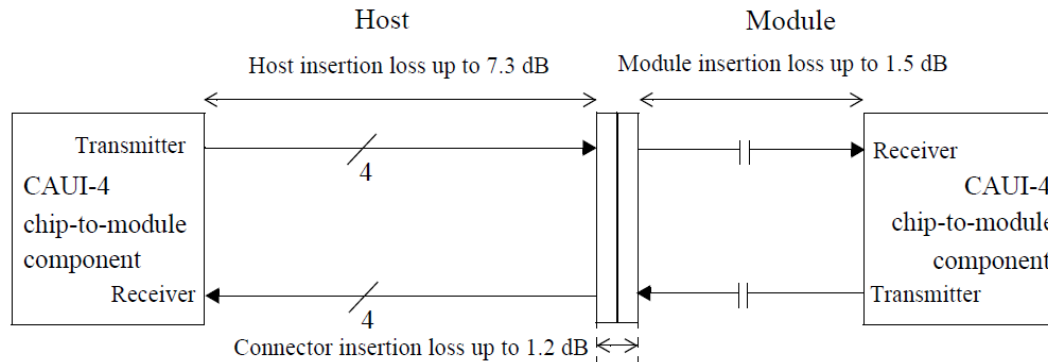 Host
Module
Host insertion loss up to 7.3 dB
Module insertion loss up to 1.5 dB
Transmitter
4
CAUI-4
chip-to-module
component
Receiver
4
Receiver
CAUI-4
chip-to-module
component
Transmitter
Connector insertion loss up to 1.2 dB